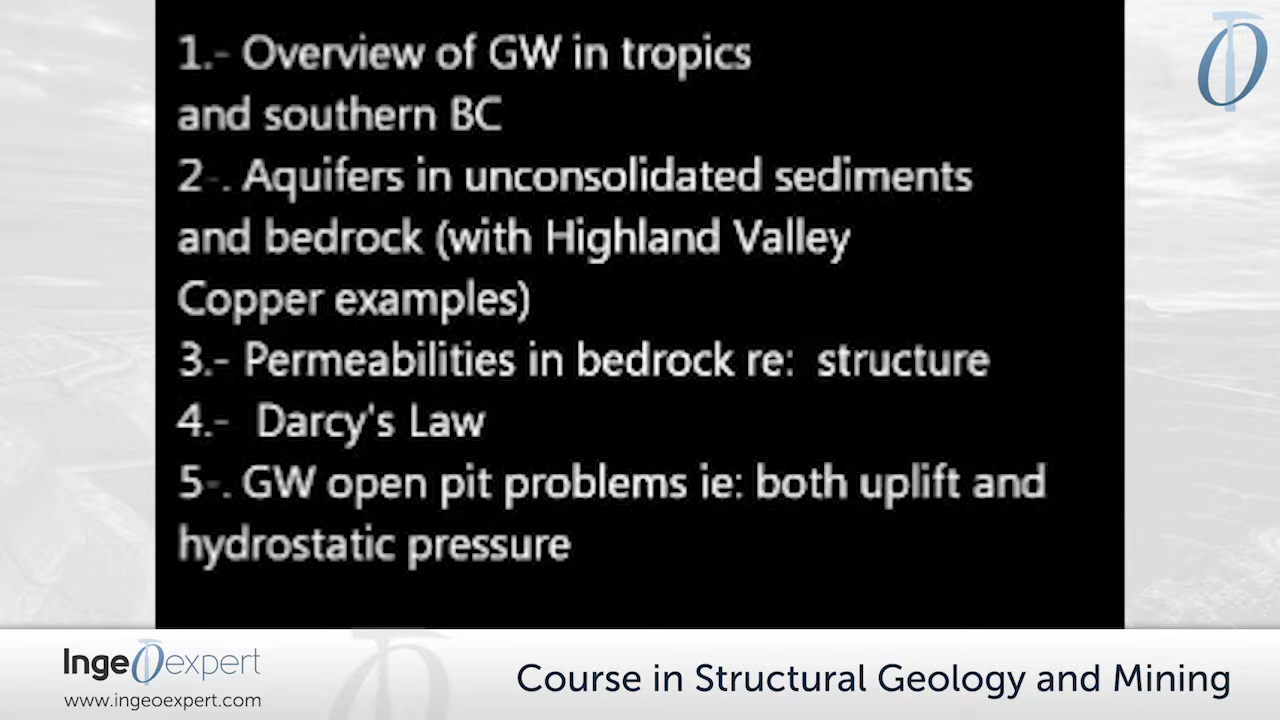 1.- Overview of GW in tropics
and southern BC
2-. Aquifers in unconsolidated sediments
and bedrock (with Highland Valley
Copper examples)
3.- Permeabilities in bedrock re:  structure
4.-  Darcy's Law
5-. GW open pit problems ie: both uplift and
hydrostatic pressure
Ingeoexpert
www.ingeoexpert.com
Course in Structural Geology and Mining